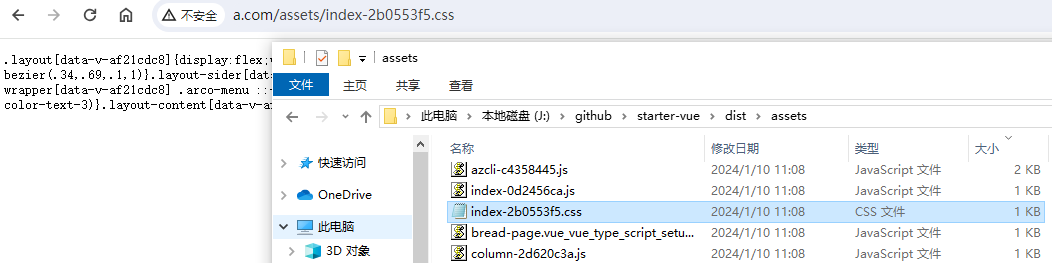 不安全 a.com/assets/index-2b0553f5.css
.layout[data-v-af21cdc8]{display:flex;
bezier(.34,.69,.1,1)}.layout-sider[dat
wrapper[data-v-af21cdc8] .arco-menu ::-
color-text-3)}.layout-content[data-v-a
assets
文件 主页 共享 查看
此电脑 本地磁盘 (J:) github starter-vue dist assets
名称 修改日期 类型 大小
快速访问
OneDrive
此电脑
3D 对象
azcli-c4358445.js 2024/1/10 11:08 JavaScript 文件 2 KB
index-0d2456ca.js 2024/1/10 11:08 JavaScript 文件 1 KB
index-2b0553f5.css 2024/1/10 11:08 CSS 文件 1 KB
bread-page.vue_vue_type_script_setu... 2024/1/10 11:08 JavaScript 文件 1 KB
column-2d620c3a.js 2024/1/10 11:08 JavaScript 文件 1 KB